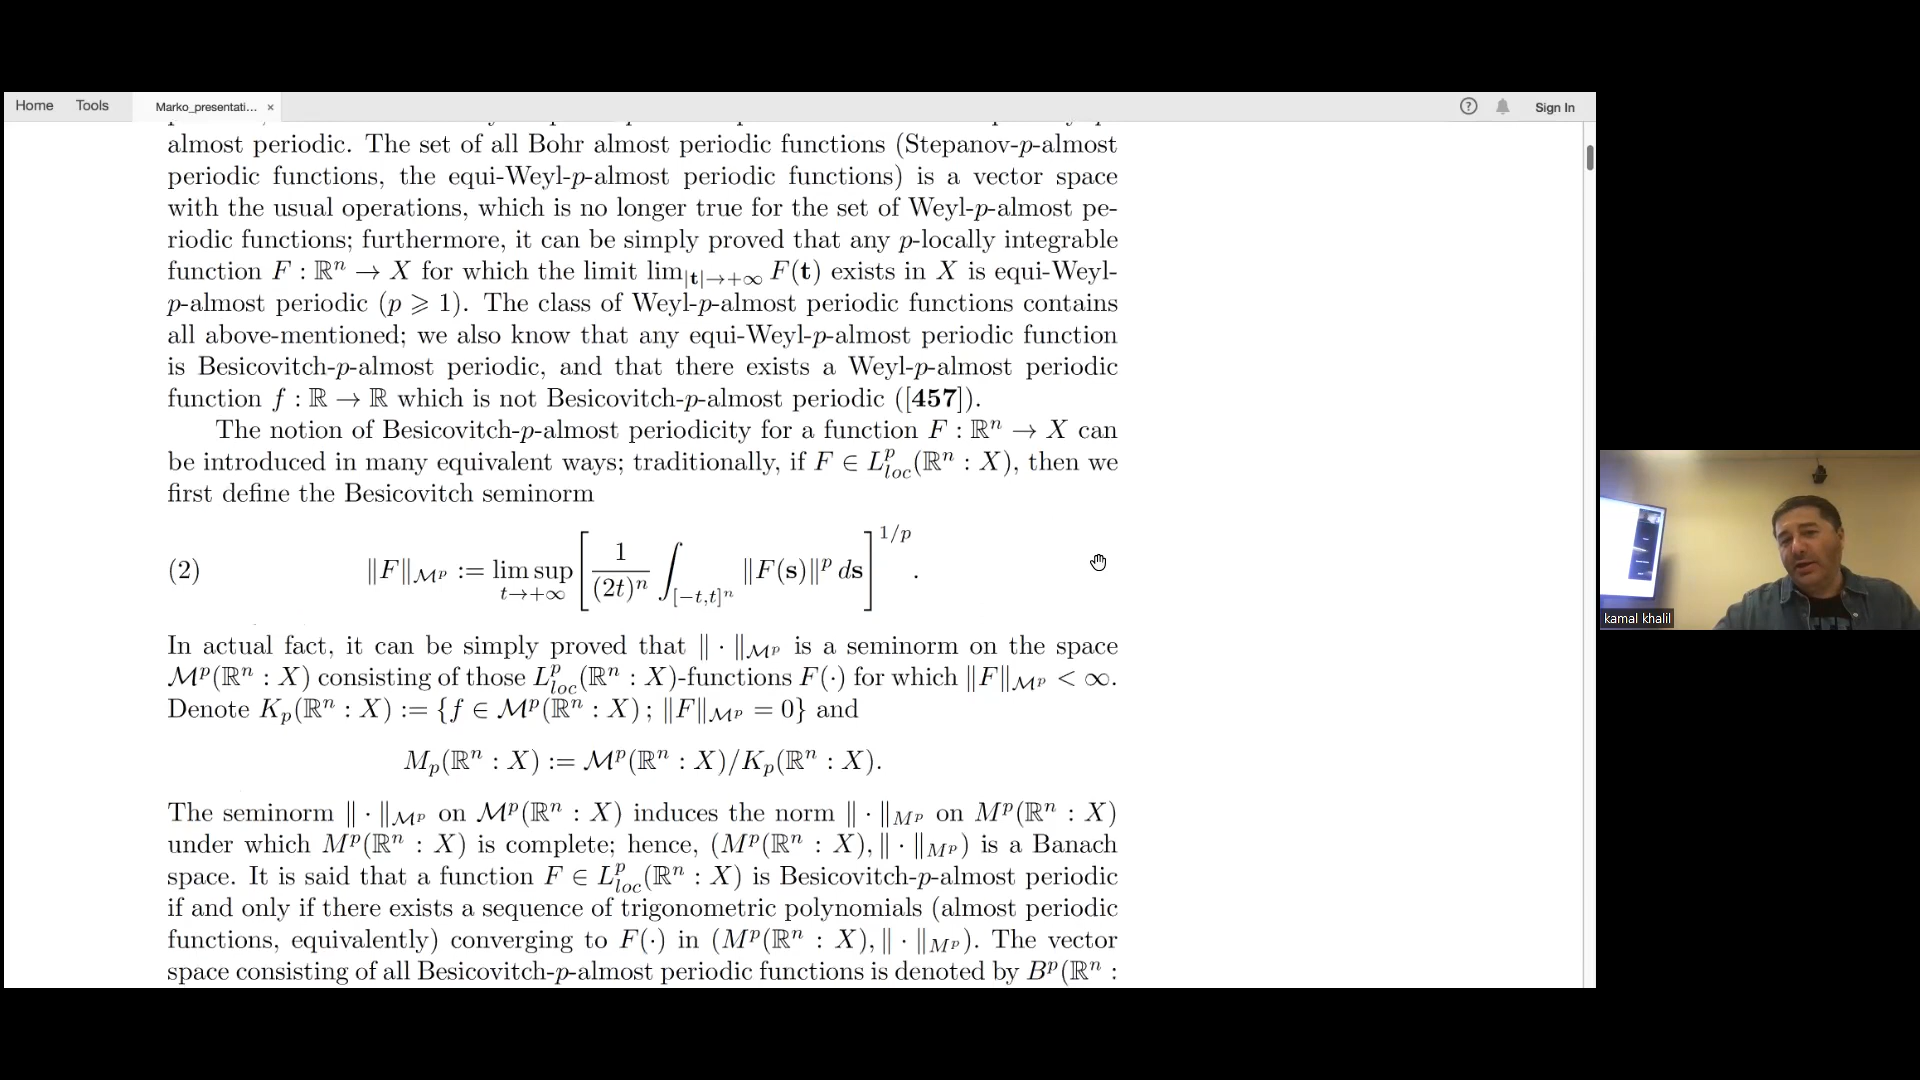 Home Tools Marko_presentati... × Sign In
almost periodic. The set of all Bohr almost periodic functions (Stepanov-p-almost
periodic functions, the equi-Weyl-p-almost periodic functions) is a vector space
with the usual operations, which is no longer true for the set of Weyl-p-almost pe-
riodic functions; furthermore, it can be simply proved that any p-locally integrable
function F : ℝⁿ → X for which the limit lim_{|t|→+∞} F(t) exists in X is equi-Weyl-
p-almost periodic (p ⩾ 1). The class of Weyl-p-almost periodic functions contains
all above-mentioned; we also know that any equi-Weyl-p-almost periodic function
is Besicovitch-p-almost periodic, and that there exists a Weyl-p-almost periodic
function f : ℝ → ℝ which is not Besicovitch-p-almost periodic ([457]).
The notion of Besicovitch-p-almost periodicity for a function F : ℝⁿ → X can
be introduced in many equivalent ways; traditionally, if F ∈ L^p_{loc}(ℝⁿ : X), then we
first define the Besicovitch seminorm
(2) ‖F‖_{ℳ^p} := lim sup_{t→+∞} [ 1/(2t)ⁿ ∫_{[−t,t]ⁿ} ‖F(s)‖^p ds ]^{1/p}.
In actual fact, it can be simply proved that ‖ · ‖_{ℳ^p} is a seminorm on the space
ℳ^p(ℝⁿ : X) consisting of those L^p_{loc}(ℝⁿ : X)-functions F(·) for which ‖F‖_{ℳ^p} < ∞.
Denote K_p(ℝⁿ : X) := {f ∈ ℳ^p(ℝⁿ : X) ; ‖F‖_{ℳ^p} = 0} and
M_p(ℝⁿ : X) := ℳ^p(ℝⁿ : X)/K_p(ℝⁿ : X).
The seminorm ‖ · ‖_{ℳ^p} on ℳ^p(ℝⁿ : X) induces the norm ‖ · ‖_{M^p} on M^p(ℝⁿ : X)
under which M^p(ℝⁿ : X) is complete; hence, (M^p(ℝⁿ : X), ‖ · ‖_{M^p}) is a Banach
space. It is said that a function F ∈ L^p_{loc}(ℝⁿ : X) is Besicovitch-p-almost periodic
if and only if there exists a sequence of trigonometric polynomials (almost periodic
functions, equivalently) converging to F(·) in (M^p(ℝⁿ : X), ‖ · ‖_{M^p}). The vector
space consisting of all Besicovitch-p-almost periodic functions is denoted by B^p(ℝⁿ :
kamal khalil